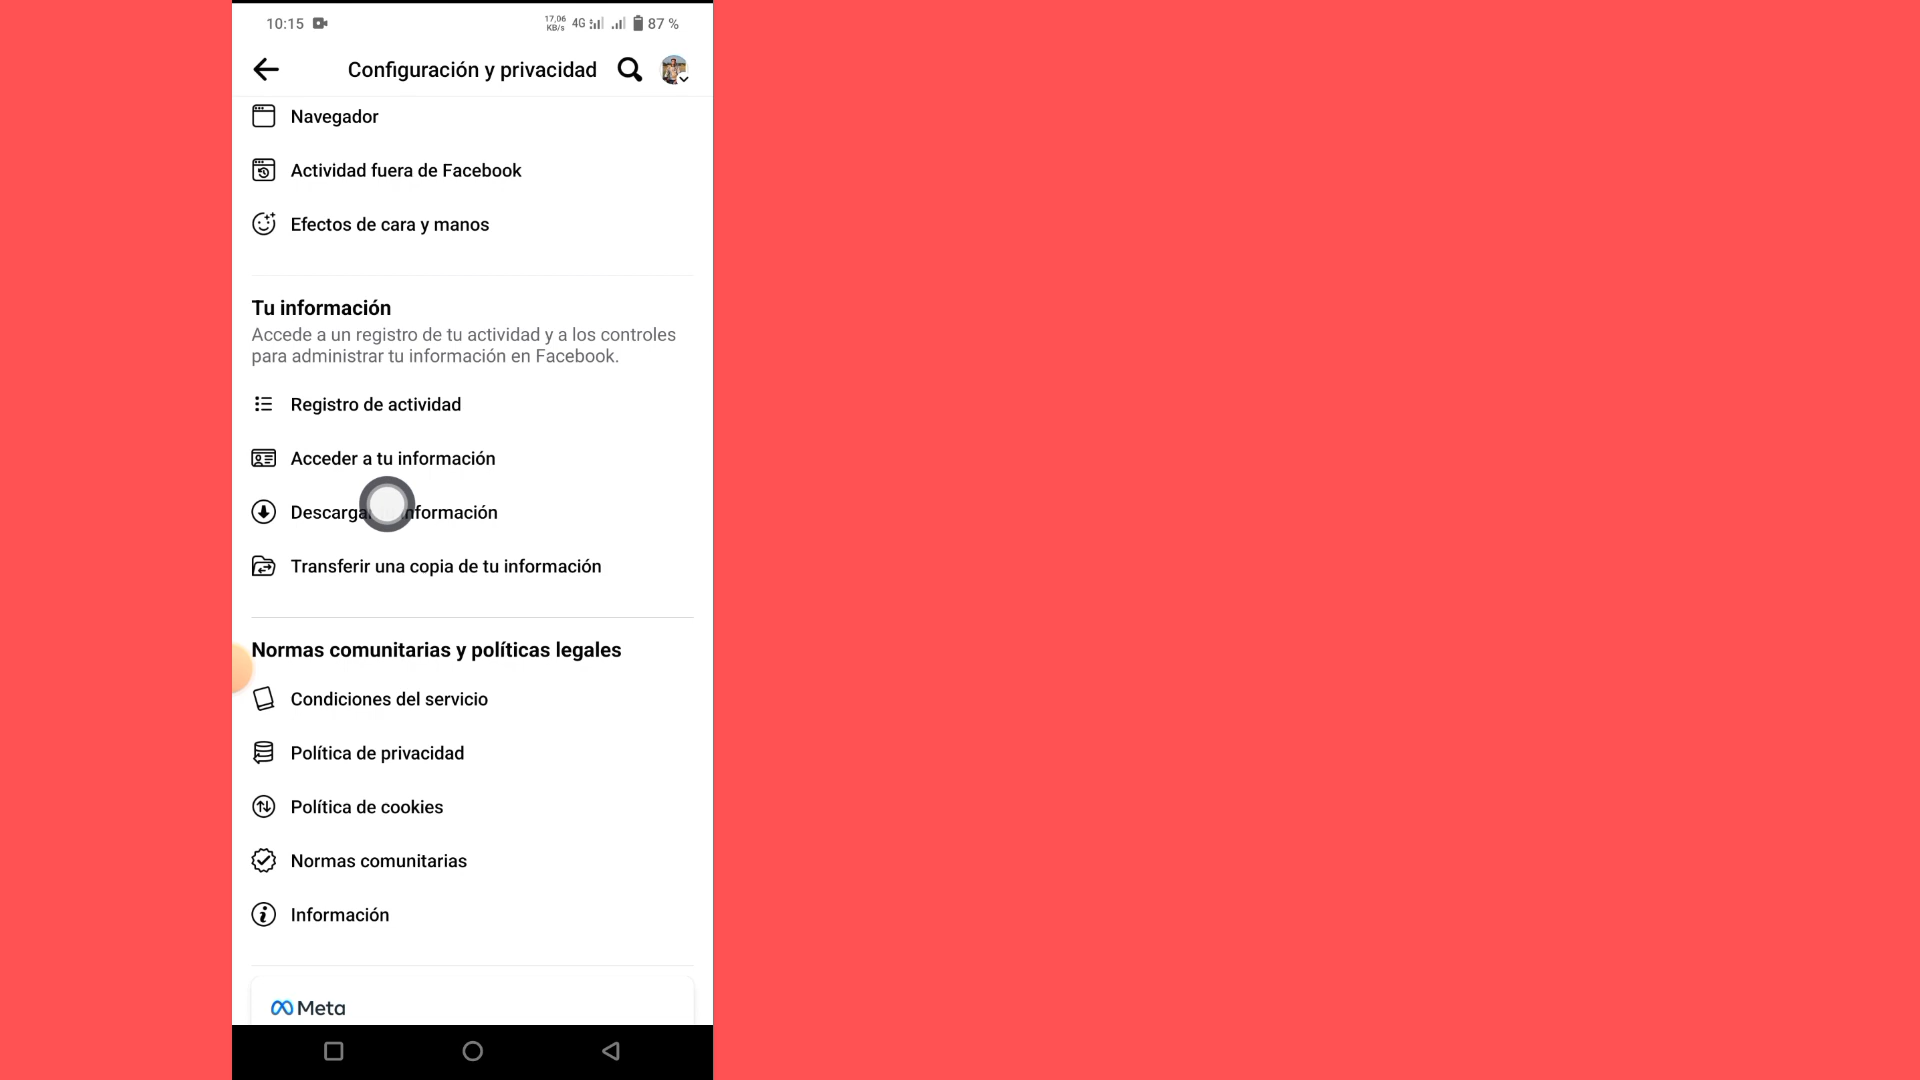 10:15
17,06
KB/s
4G
87 %
Configuración y privacidad
Navegador
Actividad fuera de Facebook
Efectos de cara y manos
Tu información
Accede a un registro de tu actividad y a los controles
para administrar tu información en Facebook.
Registro de actividad
Acceder a tu información
Descargar información
Transferir una copia de tu información
Normas comunitarias y políticas legales
Condiciones del servicio
Política de privacidad
Política de cookies
Normas comunitarias
Información
Meta